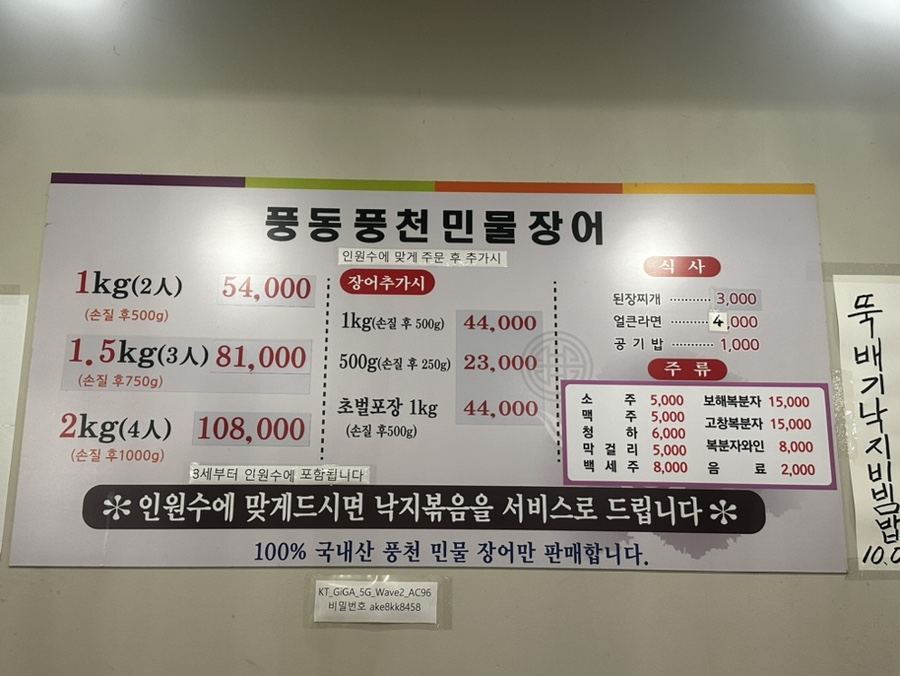 풍동풍천민물장어
인원수에 맞게 주문 후 추가시
1kg(2人) 54,000
(손질 후500g)
1.5kg(3人) 81,000
(손질 후750g)
2kg(4人) 108,000
(손질 후1000g)
장어추가시
1kg(손질 후 500g) 44,000
500g(손질 후 250g) 23,000
초벌포장 1kg 44,000
(손질 후500g)
식 사
된장찌개 ·········· 3,000
얼큰라면 ·········· 4,000
공 기 밥 ·········· 1,000
주 류
소 주 5,000
맥 주 5,000
청 하 6,000
막 걸 리 5,000
백 세 주 8,000
보해복분자 15,000
고창복분자 15,000
복분자와인 8,000
음 료 2,000
3세부터 인원수에 포함됩니다
✻ 인원수에 맞게드시면 낙지볶음을 서비스로 드립니다 ✻
100% 국내산 풍천 민물 장어만 판매합니다.
KT_GiGA_5G_Wave2_AC96
비밀번호 ake8kk8458
뚝배기낙지비빔밥
10.0